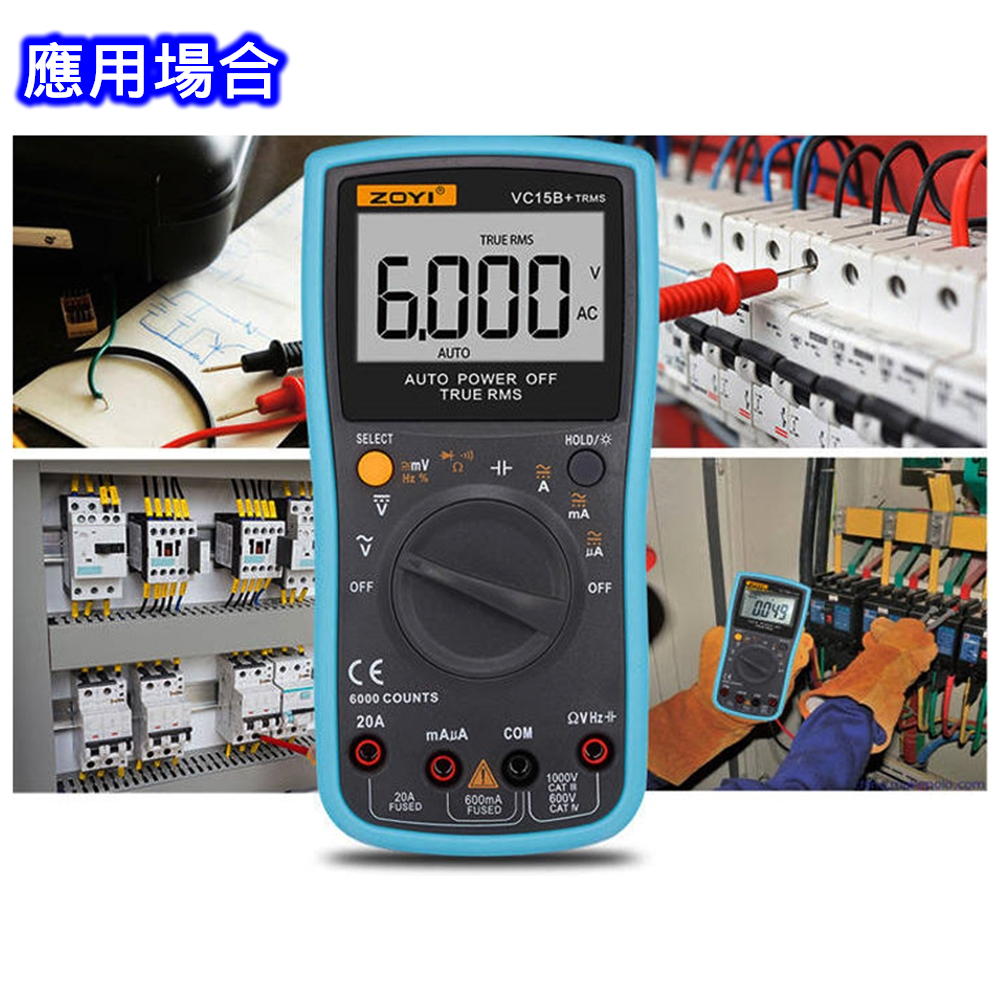 應用場合
ZOYI®
VC15B+TRMS
TRUE RMS
6.000 V AC
AUTO
AUTO POWER OFF
TRUE RMS
SELECT
HOLD/
mV
Hz %
Ω
A
V
mA
V
μA
OFF
OFF
CE
6000 COUNTS
20A
mAμA
COM
ΩVHz
20A
FUSED
600mA
FUSED
1000V
CAT III
600V
CAT IV
0.049